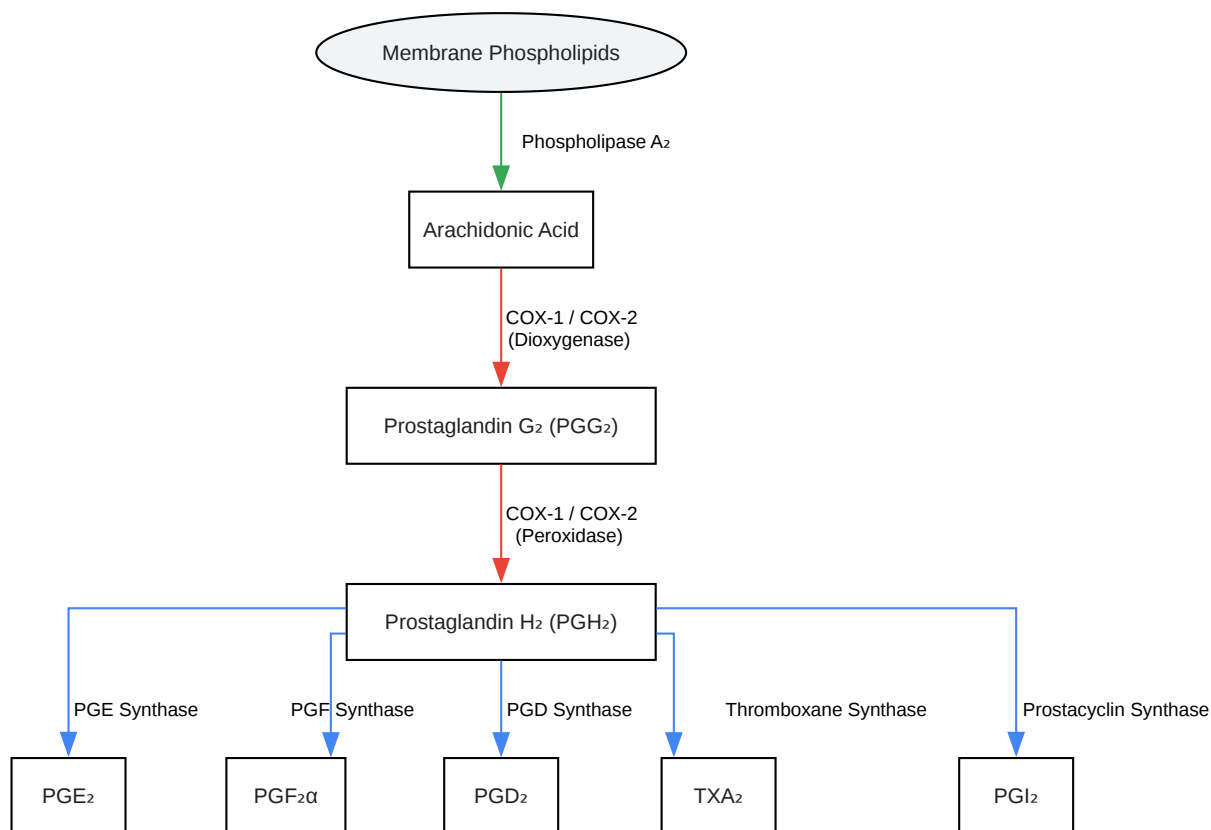 Membrane Phospholipids
Phospholipase A₂
Arachidonic Acid
COX-1 / COX-2
(Dioxygenase)
Prostaglandin G₂ (PGG₂)
COX-1 / COX-2
(Peroxidase)
Prostaglandin H₂ (PGH₂)
PGE Synthase
PGF Synthase
PGD Synthase
Thromboxane Synthase
Prostacyclin Synthase
PGE₂
PGF₂α
PGD₂
TXA₂
PGI₂